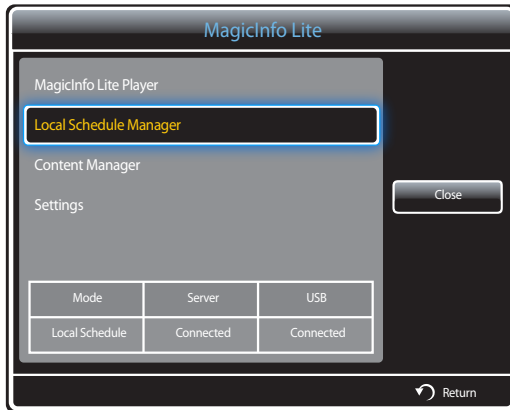 MagicInfo Lite
MagicInfo Lite Player
Local Schedule Manager
Content Manager
Settings
Close
Mode Server USB
Local Schedule Connected Connected
Return